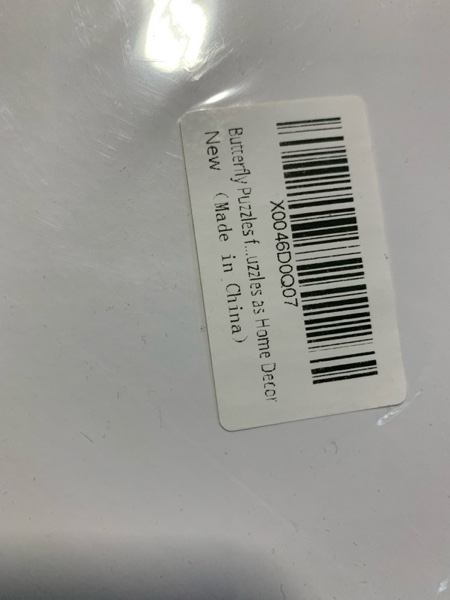 X0046D0Q07
Butterfly Puzzles f...uzzles as Home Decor
New (Made in China)